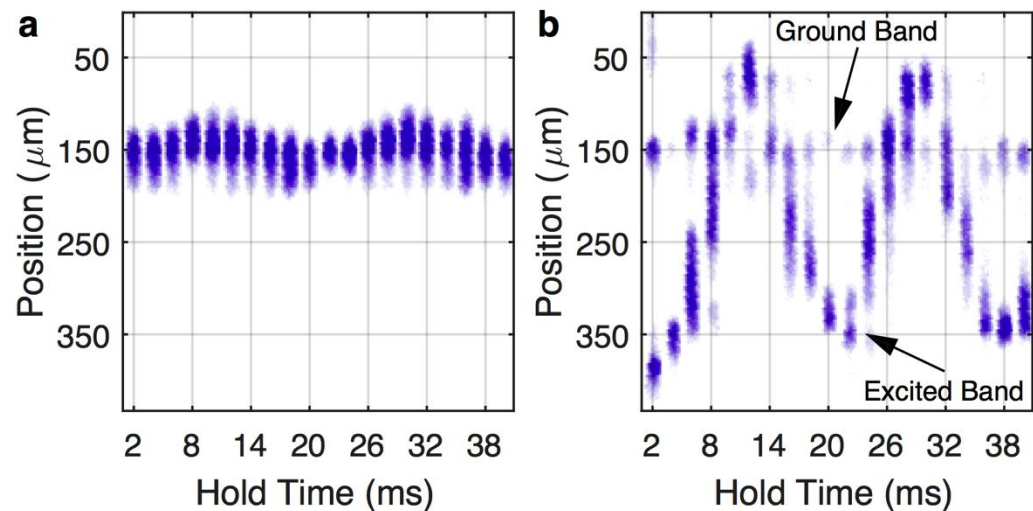 a
50
150
250
350
Position (μm)
2 8 14 20 26 32 38
Hold Time (ms)
b
Ground Band
50
150
250
350
Position (μm)
Excited Band
2 8 14 20 26 32 38
Hold Time (ms)